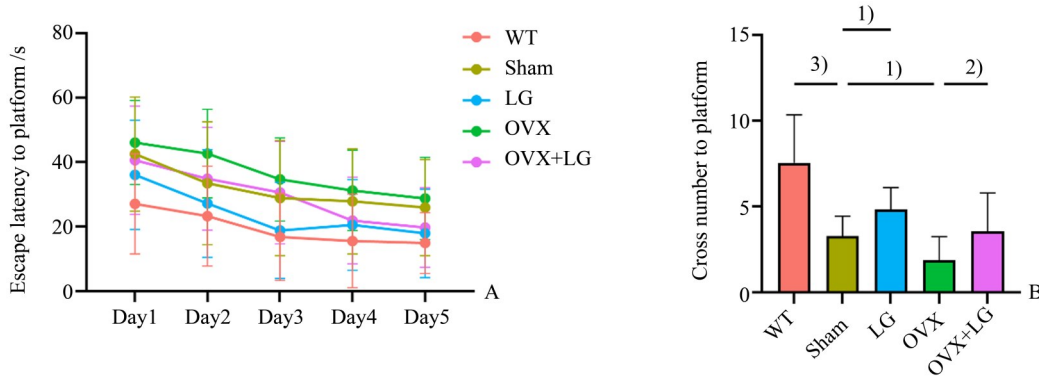 Escape latency to platform /s
80
60
40
20
0
Day1 Day2 Day3 Day4 Day5
WT
Sham
LG
OVX
OVX+LG
A
Cross number to platform
15
10
5
0
1)
3) 1) 2)
WT Sham LG OVX OVX+LG
B